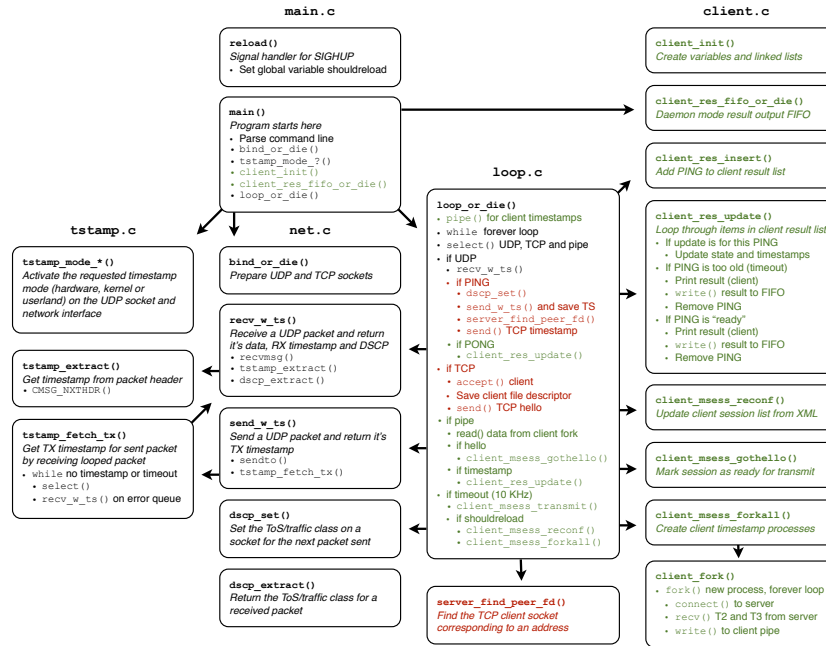 main.c
reload()
Signal handler for SIGHUP
• Set global variable shouldreload
main()
Program starts here
• Parse command line
• bind_or_die()
• tstamp_mode_?()
• client_init()
• client_res_fifo_or_die()
• loop_or_die()
tstamp.c
tstamp_mode_*()
Activate the requested timestamp
mode (hardware, kernel or
userland) on the UDP socket and
network interface
tstamp_extract()
Get timestamp from packet header
• CMSG_NXTHDR()
tstamp_fetch_tx()
Get TX timestamp for sent packet
by receiving looped packet
• while no timestamp or timeout
• select()
• recv_w_ts() on error queue
net.c
bind_or_die()
Prepare UDP and TCP sockets
recv_w_ts()
Receive a UDP packet and return
it's data, RX timestamp and DSCP
• recvmsg()
• tstamp_extract()
• dscp_extract()
send_w_ts()
Send a UDP packet and return it's
TX timestamp
• sendto()
• tstamp_fetch_tx()
dscp_set()
Set the ToS/traffic class on a
socket for the next packet sent
dscp_extract()
Return the ToS/traffic class for a
received packet
loop.c
loop_or_die()
• pipe() for client timestamps
• while forever loop
• select() UDP, TCP and pipe
• if UDP
• recv_w_ts()
• if PING
• dscp_set()
• send_w_ts() and save TS
• server_find_peer_fd()
• send() TCP timestamp
• if PONG
• client_res_update()
• if TCP
• accept() client
• Save client file descriptor
• send() TCP hello
• if pipe
• read() data from client fork
• if hello
• client_msess_gothello()
• if timestamp
• client_res_update()
• if timeout (10 KHz)
• client_msess_transmit()
• if shouldreload
• client_msess_reconf()
• client_msess_forkall()
server_find_peer_fd()
Find the TCP client socket
corresponding to an address
client.c
client_init()
Create variables and linked lists
client_res_fifo_or_die()
Daemon mode result output FIFO
client_res_insert()
Add PING to client result list
client_res_update()
Loop through items in client result list
• If update is for this PING
• Update state and timestamps
• If PING is too old (timeout)
• Print result (client)
• write() result to FIFO
• Remove PING
• If PING is "ready"
• Print result (client)
• write() result to FIFO
• Remove PING
client_msess_reconf()
Update client session list from XML
client_msess_gothello()
Mark session as ready for transmit
client_msess_forkall()
Create client timestamp processes
client_fork()
• fork() new process, forever loop
• connect() to server
• recv() T2 and T3 from server
• write() to client pipe